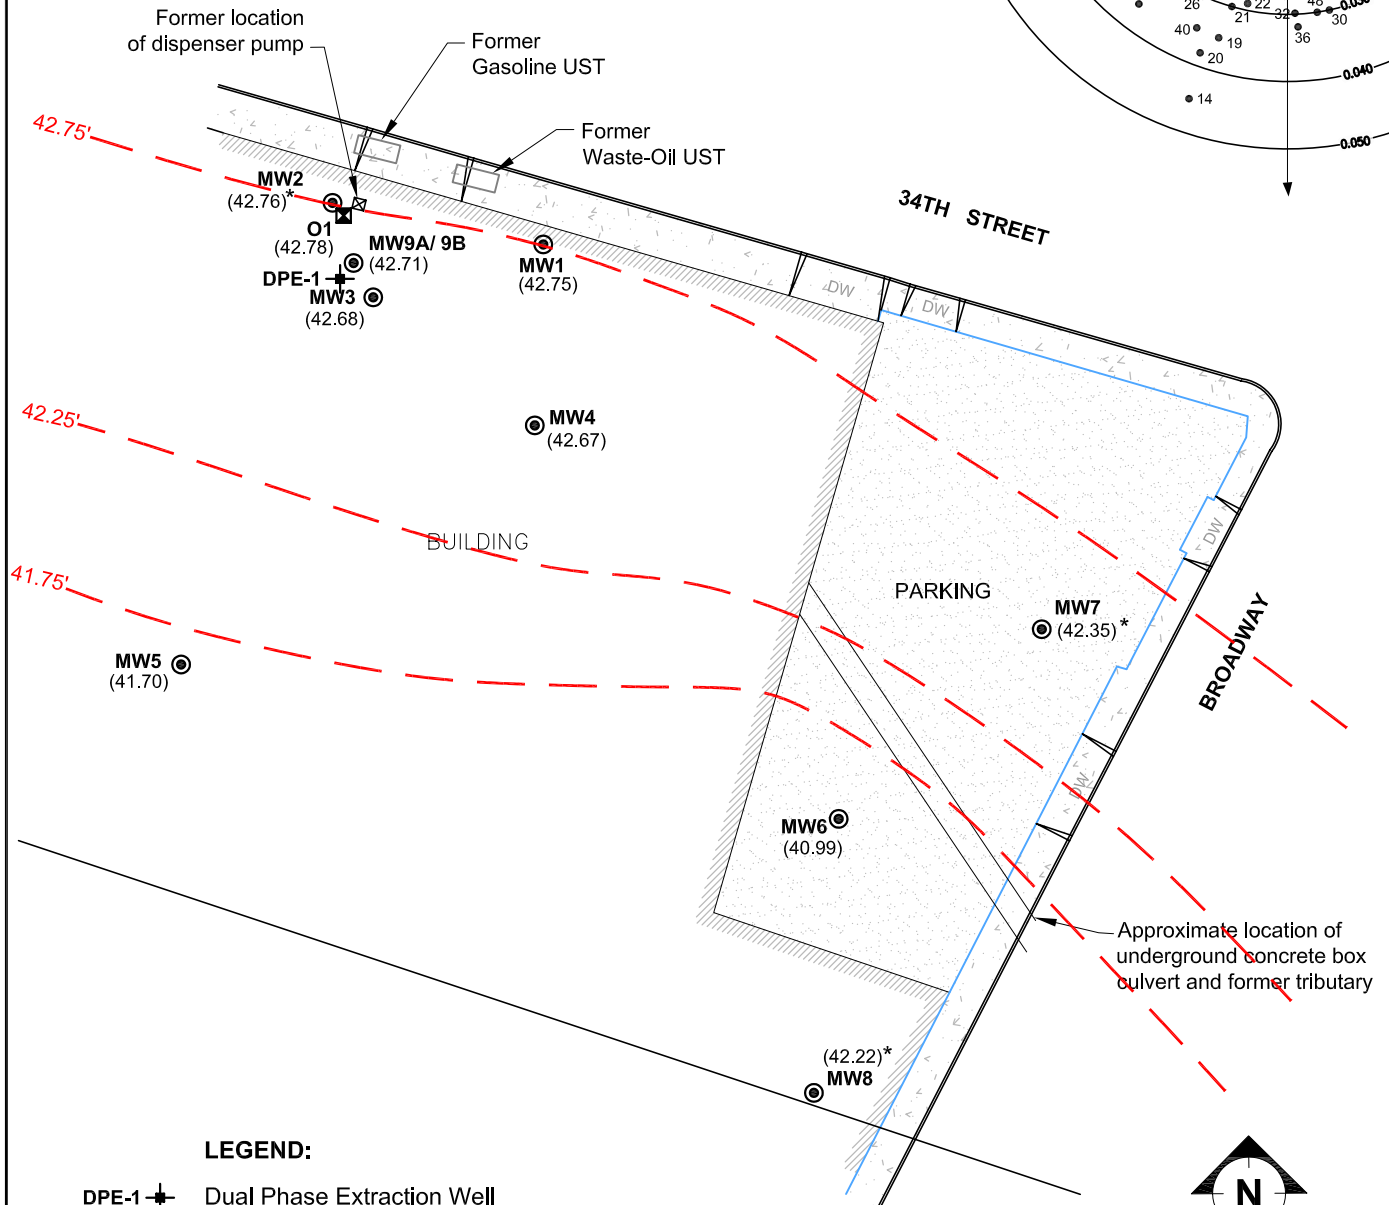 Former location
of dispenser pump
Former
Gasoline UST
Former
Waste-Oil UST
26
22
21
32
48
30
36
40
19
20
14
0.030
0.040
0.050
42.75'
MW2
(42.76)*
O1
(42.78)
MW9A/ 9B
(42.71)
DPE-1
MW3
(42.68)
MW1
(42.75)
34TH STREET
DW
DW
42.25'
MW4
(42.67)
BUILDING
41.75'
MW5
(41.70)
PARKING
MW7
(42.35)*
DW
BROADWAY
DW
MW6
(40.99)
Approximate location of
underground concrete box
culvert and former tributary
(42.22)*
MW8
LEGEND:
DPE-1 Dual Phase Extraction Well
N